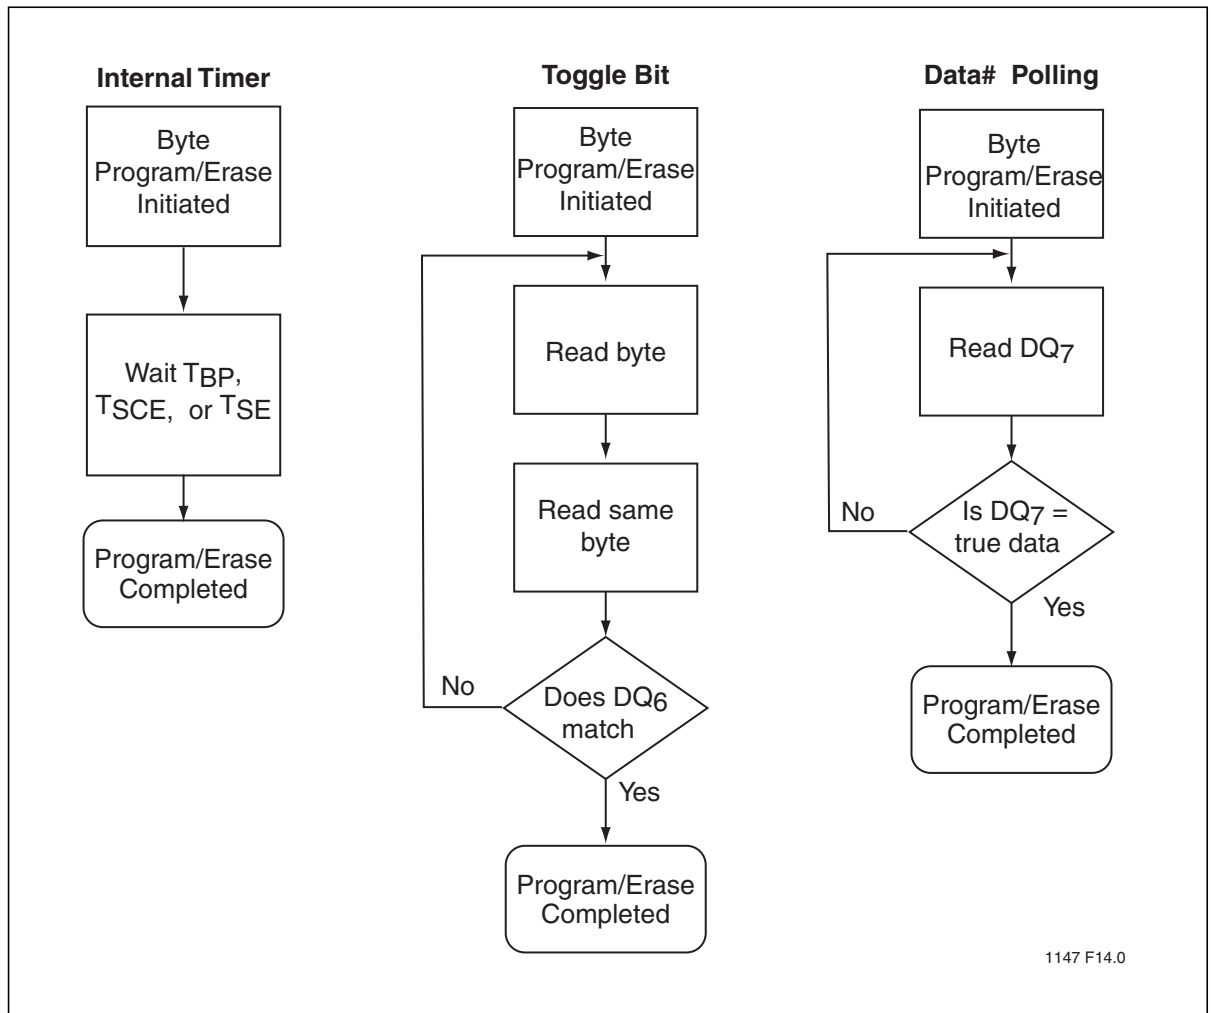 Internal Timer
Byte
Program/Erase
Initiated
Wait TBP,
TSCE, or TSE
Program/Erase
Completed
Toggle Bit
Byte
Program/Erase
Initiated
Read byte
Read same
byte
No
Does DQ6
match
Yes
Program/Erase
Completed
Data# Polling
Byte
Program/Erase
Initiated
Read DQ7
No
Is DQ7 =
true data
Yes
Program/Erase
Completed
1147 F14.0